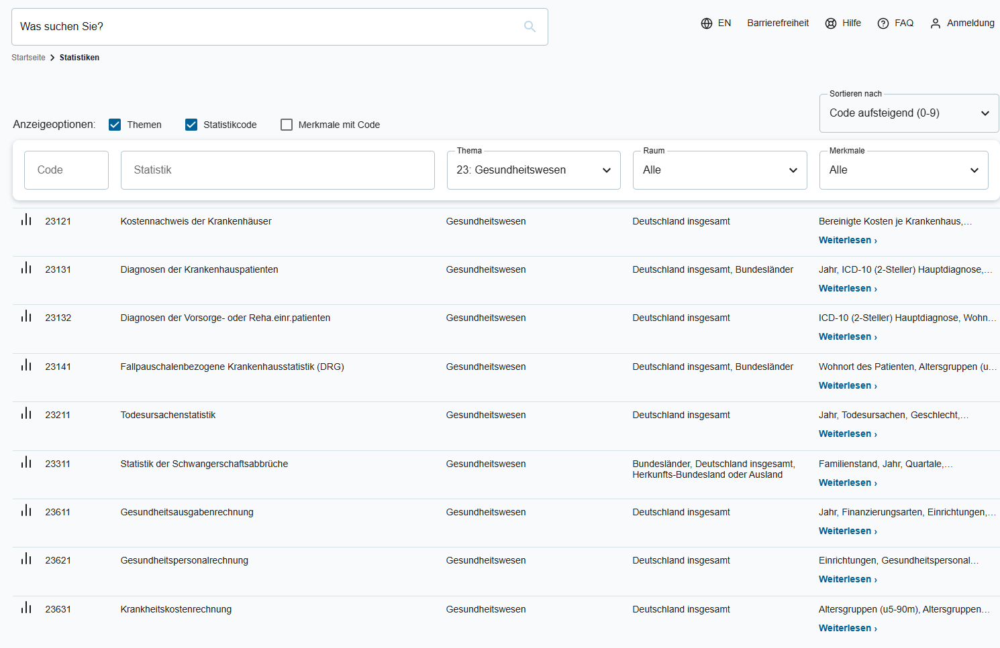 Was suchen Sie?
EN Barrierefreiheit Hilfe FAQ Anmeldung
Startseite Statistiken
Sortieren nach
Code aufsteigend (0-9)
Anzeigeoptionen: Themen Statistikcode Merkmale mit Code
Thema Raum Merkmale
Code Statistik 23: Gesundheitswesen Alle Alle
23121 Kostennachweis der Krankenhäuser Gesundheitswesen Deutschland insgesamt Bereinigte Kosten je Krankenhaus,…
Weiterlesen ›
23131 Diagnosen der Krankenhauspatienten Gesundheitswesen Deutschland insgesamt, Bundesländer Jahr, ICD-10 (2-Steller) Hauptdiagnose,…
Weiterlesen ›
23132 Diagnosen der Vorsorge- oder Reha.einr.patienten Gesundheitswesen Deutschland insgesamt ICD-10 (2-Steller) Hauptdiagnose, Wohn…
Weiterlesen ›
23141 Fallpauschalenbezogene Krankenhausstatistik (DRG) Gesundheitswesen Deutschland insgesamt, Bundesländer Wohnort des Patienten, Altersgruppen (u…
Weiterlesen ›
23211 Todesursachenstatistik Gesundheitswesen Deutschland insgesamt Jahr, Todesursachen, Geschlecht,…
Weiterlesen ›
23311 Statistik der Schwangerschaftsabbrüche Gesundheitswesen Bundesländer, Deutschland insgesamt, Familienstand, Jahr, Quartale,…
Herkunfts-Bundesland oder Ausland
Weiterlesen ›
23611 Gesundheitsausgabenrechnung Gesundheitswesen Deutschland insgesamt Jahr, Finanzierungsarten, Einrichtungen,…
Weiterlesen ›
23621 Gesundheitspersonalrechnung Gesundheitswesen Deutschland insgesamt Einrichtungen, Gesundheitspersonal…
Weiterlesen ›
23631 Krankheitskostenrechnung Gesundheitswesen Deutschland insgesamt Altersgruppen (u5-90m), Altersgruppen…
Weiterlesen ›